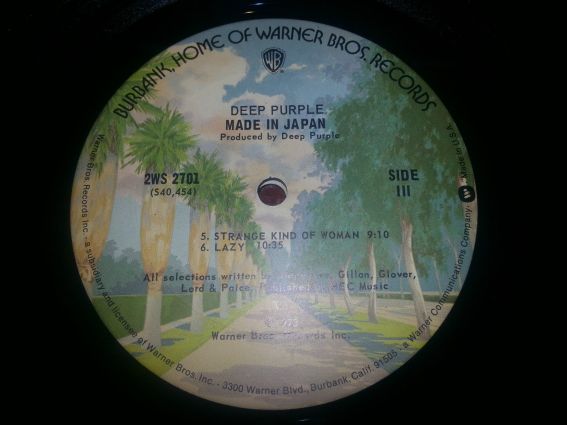 BURBANK, HOME OF WARNER BROS. RECORDS
WB
DEEP PURPLE
MADE IN JAPAN
Produced by Deep Purple
2WS 2701
(S40,454)
SIDE
III
5. STRANGE KIND OF WOMAN 9:10
6. LAZY 10:35
All selections written by Gillan, Glover,
Lord & Paice. Music
Warner Bros. Records Inc.
Warner Bros. Records Inc. - a subsidiary and licensee of Warner Bros. Inc. - 3300 Warner Blvd., Burbank, Calif. 91505 - a Warner Communications Company - Made in U.S.A.